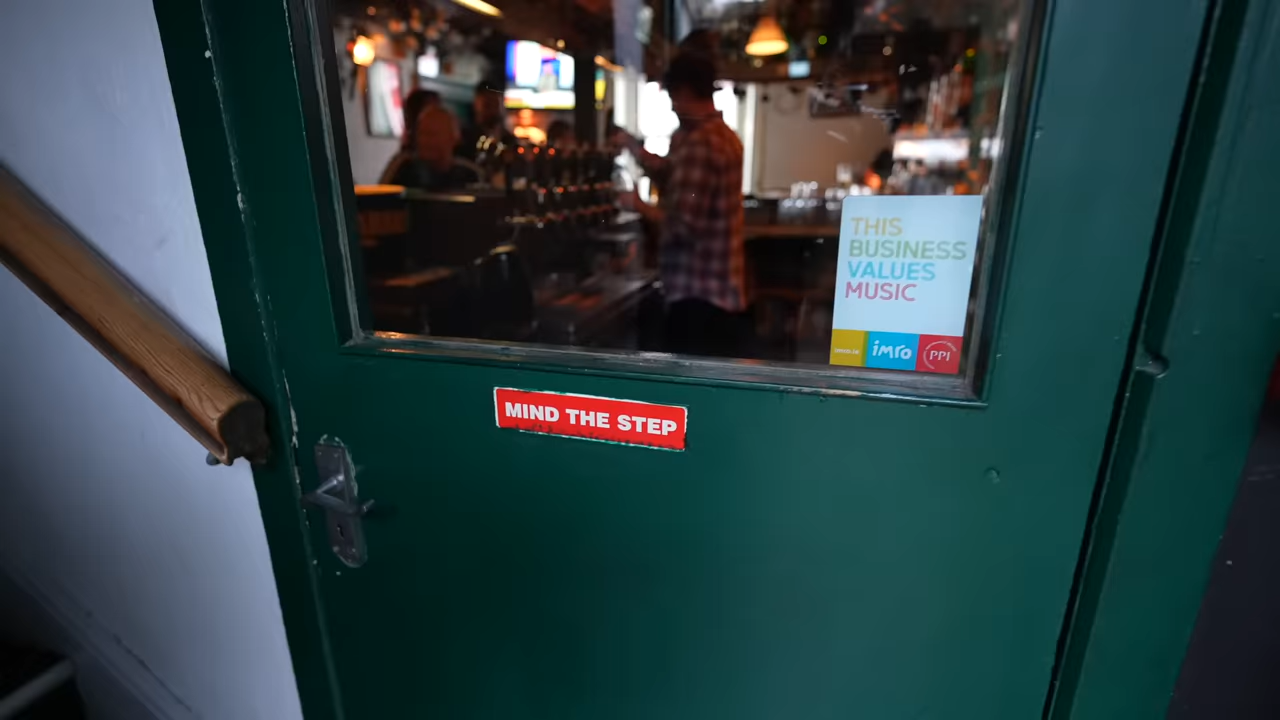 THIS
BUSINESS
VALUES
MUSIC
imro
PPI
MIND THE STEP